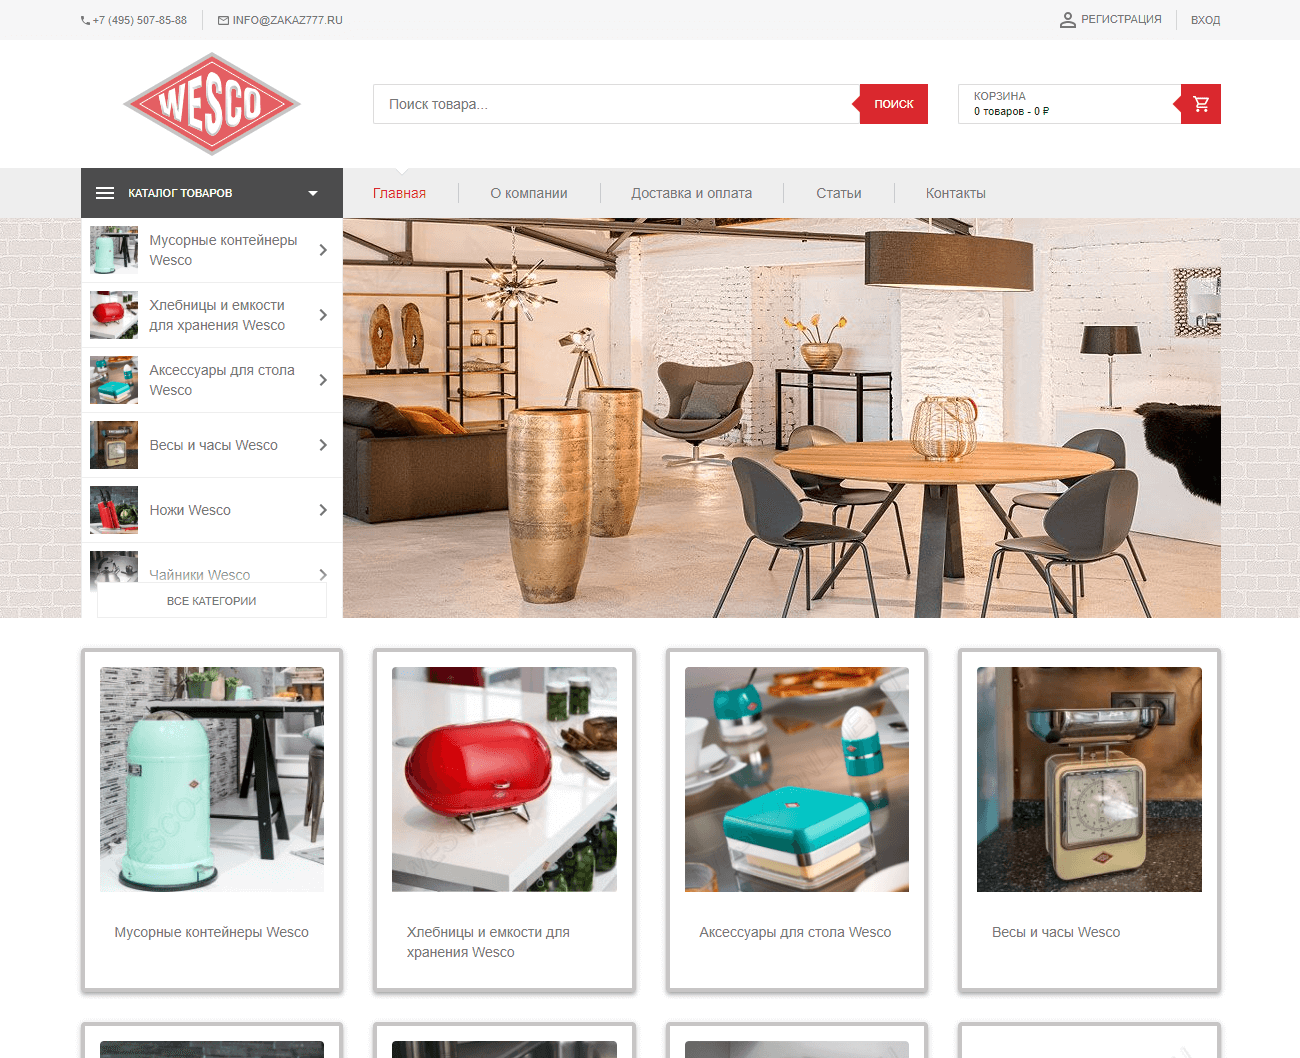 +7 (495) 507-85-88
INFO@ZAKAZ777.RU
РЕГИСТРАЦИЯ
ВХОД
WESCO
Поиск товара...
ПОИСК
КОРЗИНА
0 товаров - 0 ₽
КАТАЛОГ ТОВАРОВ
Главная
О компании
Доставка и оплата
Статьи
Контакты
Мусорные контейнеры
Wesco
Хлебницы и емкости
для хранения Wesco
Аксессуары для стола
Wesco
Весы и часы Wesco
Ножи Wesco
Чайники Wesco
ВСЕ КАТЕГОРИИ
Мусорные контейнеры Wesco
Хлебницы и емкости для
хранения Wesco
Аксессуары для стола Wesco
Весы и часы Wesco